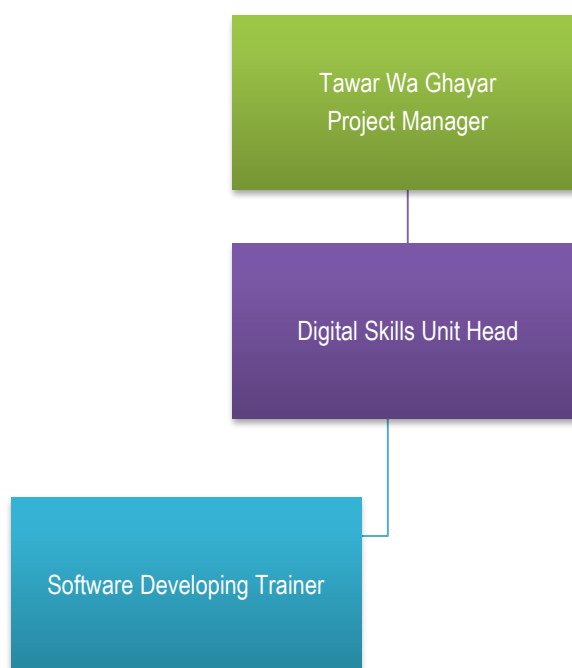 Tawar Wa Ghayar
Project Manager
Digital Skills Unit Head
Software Developing Trainer